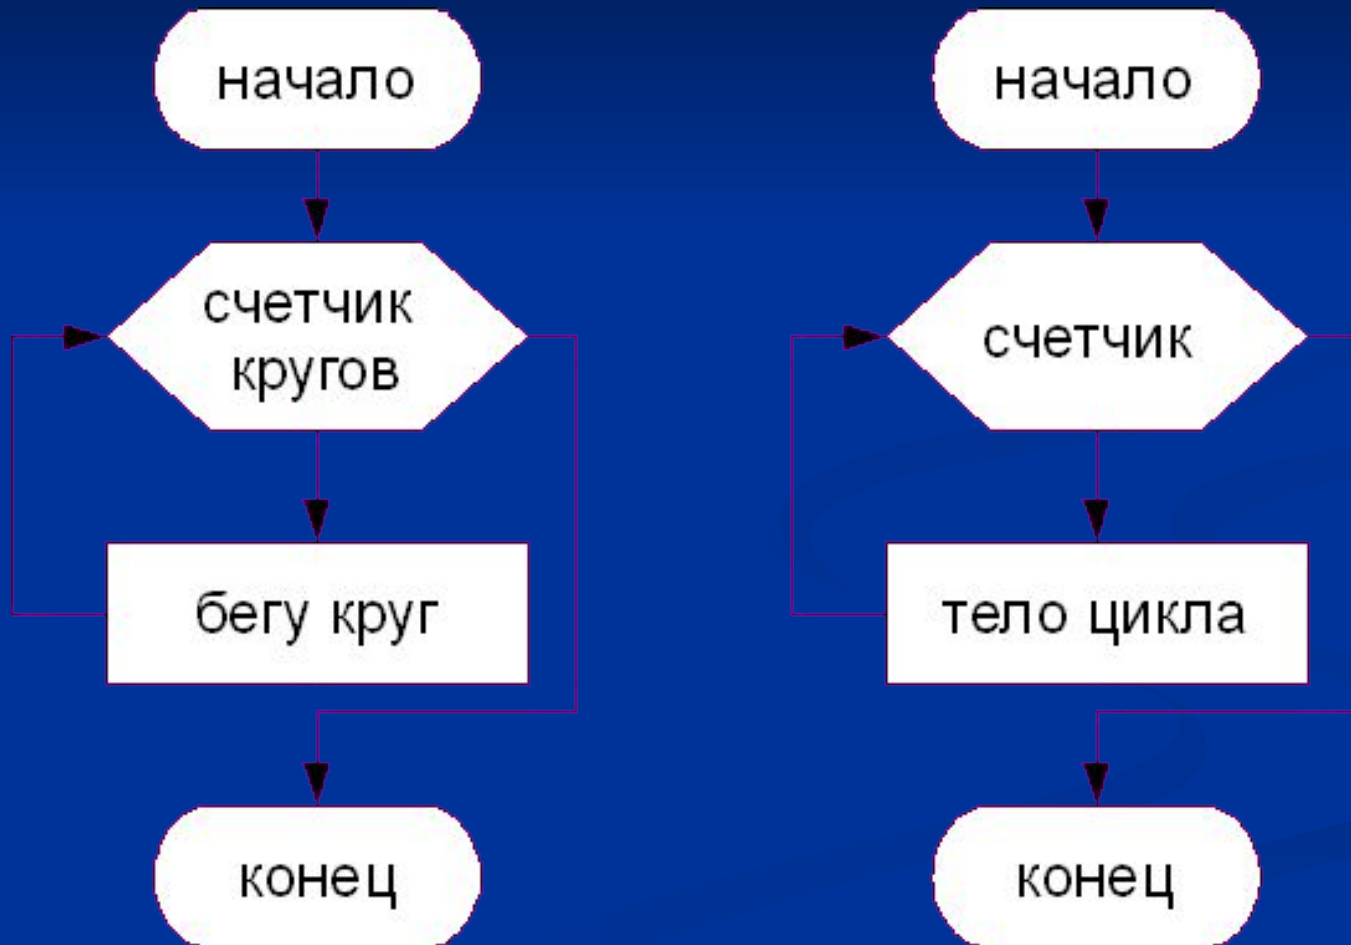 начало
счетчик
кругов
бегу круг
конец
начало
счетчик
тело цикла
конец